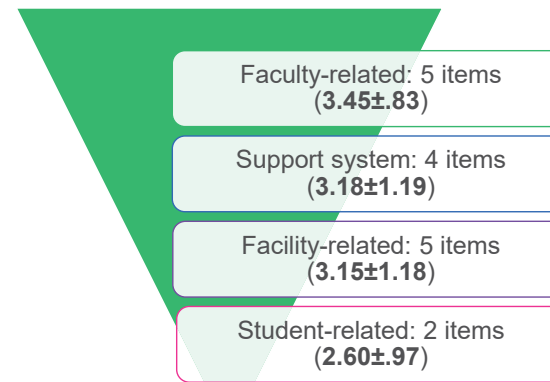 Faculty-related: 5 items
(3.45±.83)
Support system: 4 items
(3.18±1.19)
Facility-related: 5 items
(3.15±1.18)
Student-related: 2 items
(2.60±.97)